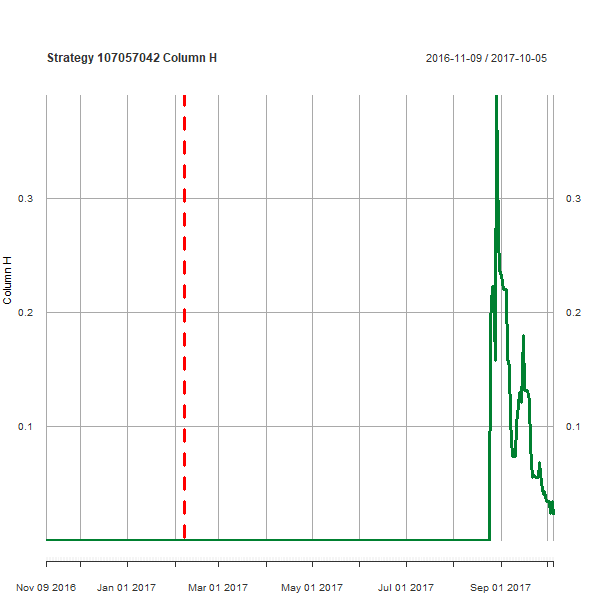 Strategy 107057042 Column H
2016-11-09 / 2017-10-05
Column H
0.3
0.3
0.2
0.2
0.1
0.1
Nov 09 2016
Jan 01 2017
Mar 01 2017
May 01 2017
Jul 01 2017
Sep 01 2017